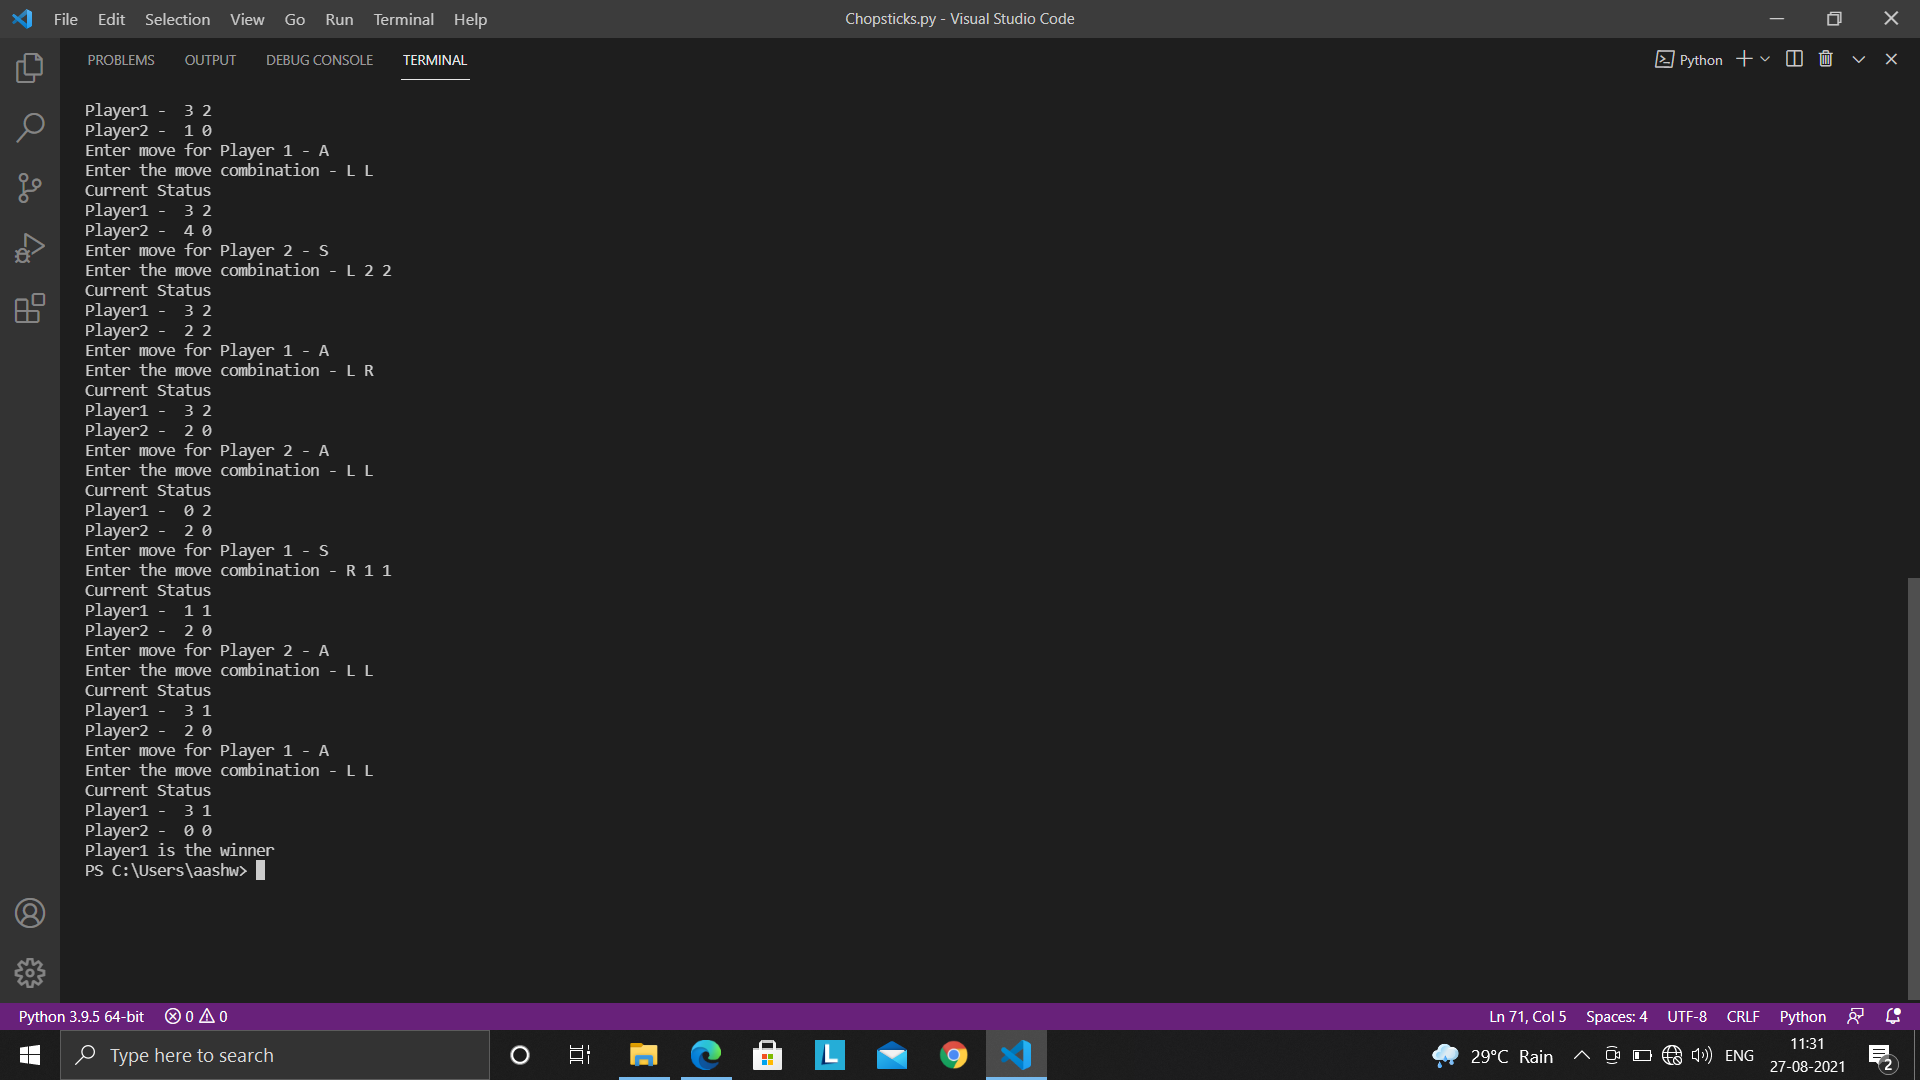 File Edit Selection View Go Run Terminal Help
Chopsticks.py - Visual Studio Code
PROBLEMS OUTPUT DEBUG CONSOLE TERMINAL
Python
Player1 -  3 2
Player2 -  1 0
Enter move for Player 1 - A
Enter the move combination - L L
Current Status
Player1 -  3 2
Player2 -  4 0
Enter move for Player 2 - S
Enter the move combination - L 2 2
Current Status
Player1 -  3 2
Player2 -  2 2
Enter move for Player 1 - A
Enter the move combination - L R
Current Status
Player1 -  3 2
Player2 -  2 0
Enter move for Player 2 - A
Enter the move combination - L L
Current Status
Player1 -  0 2
Player2 -  2 0
Enter move for Player 1 - S
Enter the move combination - R 1 1
Current Status
Player1 -  1 1
Player2 -  2 0
Enter move for Player 2 - A
Enter the move combination - L L
Current Status
Player1 -  3 1
Player2 -  2 0
Enter move for Player 1 - A
Enter the move combination - L L
Current Status
Player1 -  3 1
Player2 -  0 0
Player1 is the winner
PS C:\Users\aashw>
Python 3.9.5 64-bit 0 0
Ln 71, Col 5 Spaces: 4 UTF-8 CRLF Python
Type here to search
L
29°C Rain
ENG
11:31
27-08-2021
2